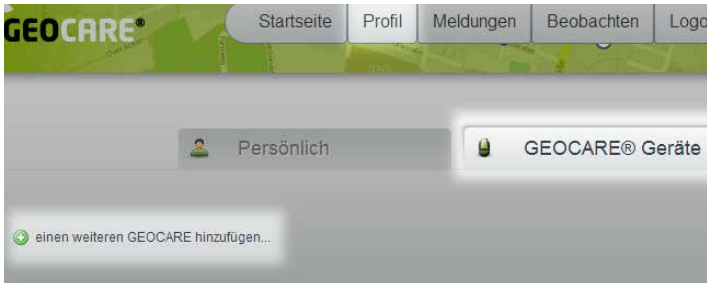 GEOCARE®
Startseite Profil Meldungen Beobachten Logo
Persönlich GEOCARE® Geräte
einen weiteren GEOCARE hinzufügen...